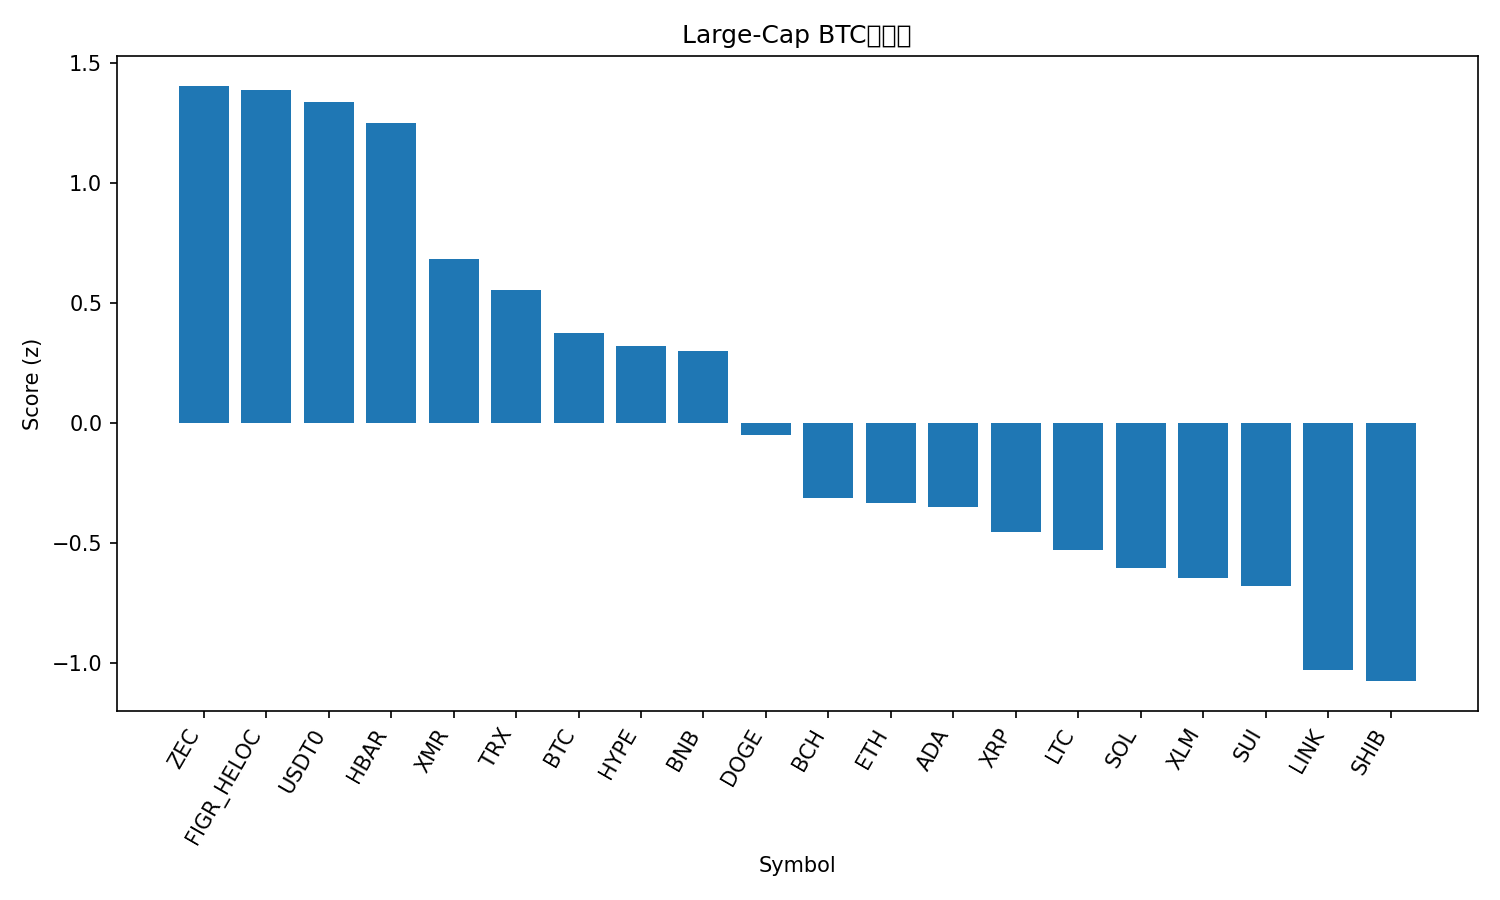 Large-Cap BTC
1.5
1.0
0.5
0.0
−0.5
−1.0
Score (z)
ZEC
FIGR_HELOC
USDT0
HBAR
XMR
TRX
BTC
HYPE
BNB
DOGE
BCH
ETH
ADA
XRP
LTC
SOL
XLM
SUI
LINK
SHIB
Symbol